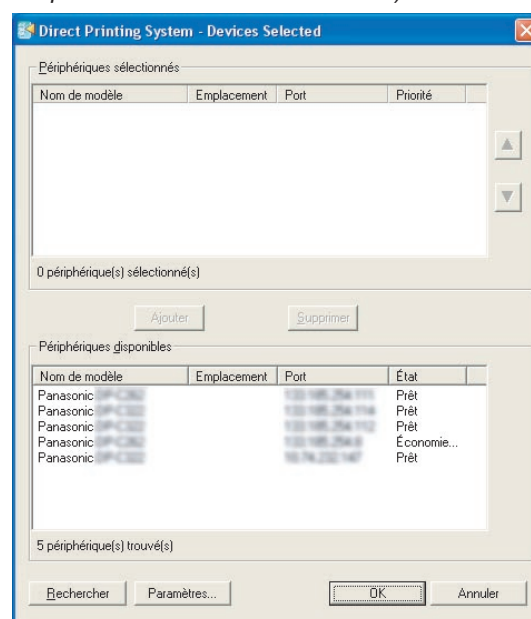 Direct Printing System - Devices Selected
Périphériques sélectionnés
Nom de modèle Emplacement Port Priorité
0 périphérique(s) sélectionné(s)
Ajouter Supprimer
Périphériques disponibles
Nom de modèle Emplacement Port État
Panasonic Prêt
Panasonic Prêt
Panasonic Prêt
Panasonic Économie...
Panasonic Prêt
5 périphérique(s) trouvé(s)
Rechercher Paramètres... OK Annuler